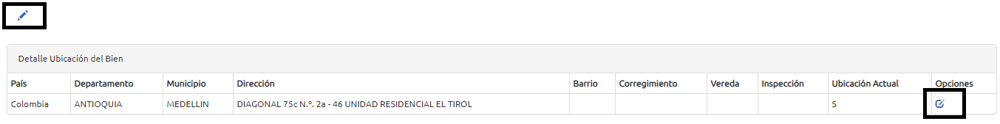 Detalle Ubicación del Bien
País Departamento Municipio Dirección Barrio Corregimiento Vereda Inspección Ubicación Actual Opciones
Colombia ANTIOQUIA MEDELLIN DIAGONAL 75c N.º. 2a - 46 UNIDAD RESIDENCIAL EL TIROL S